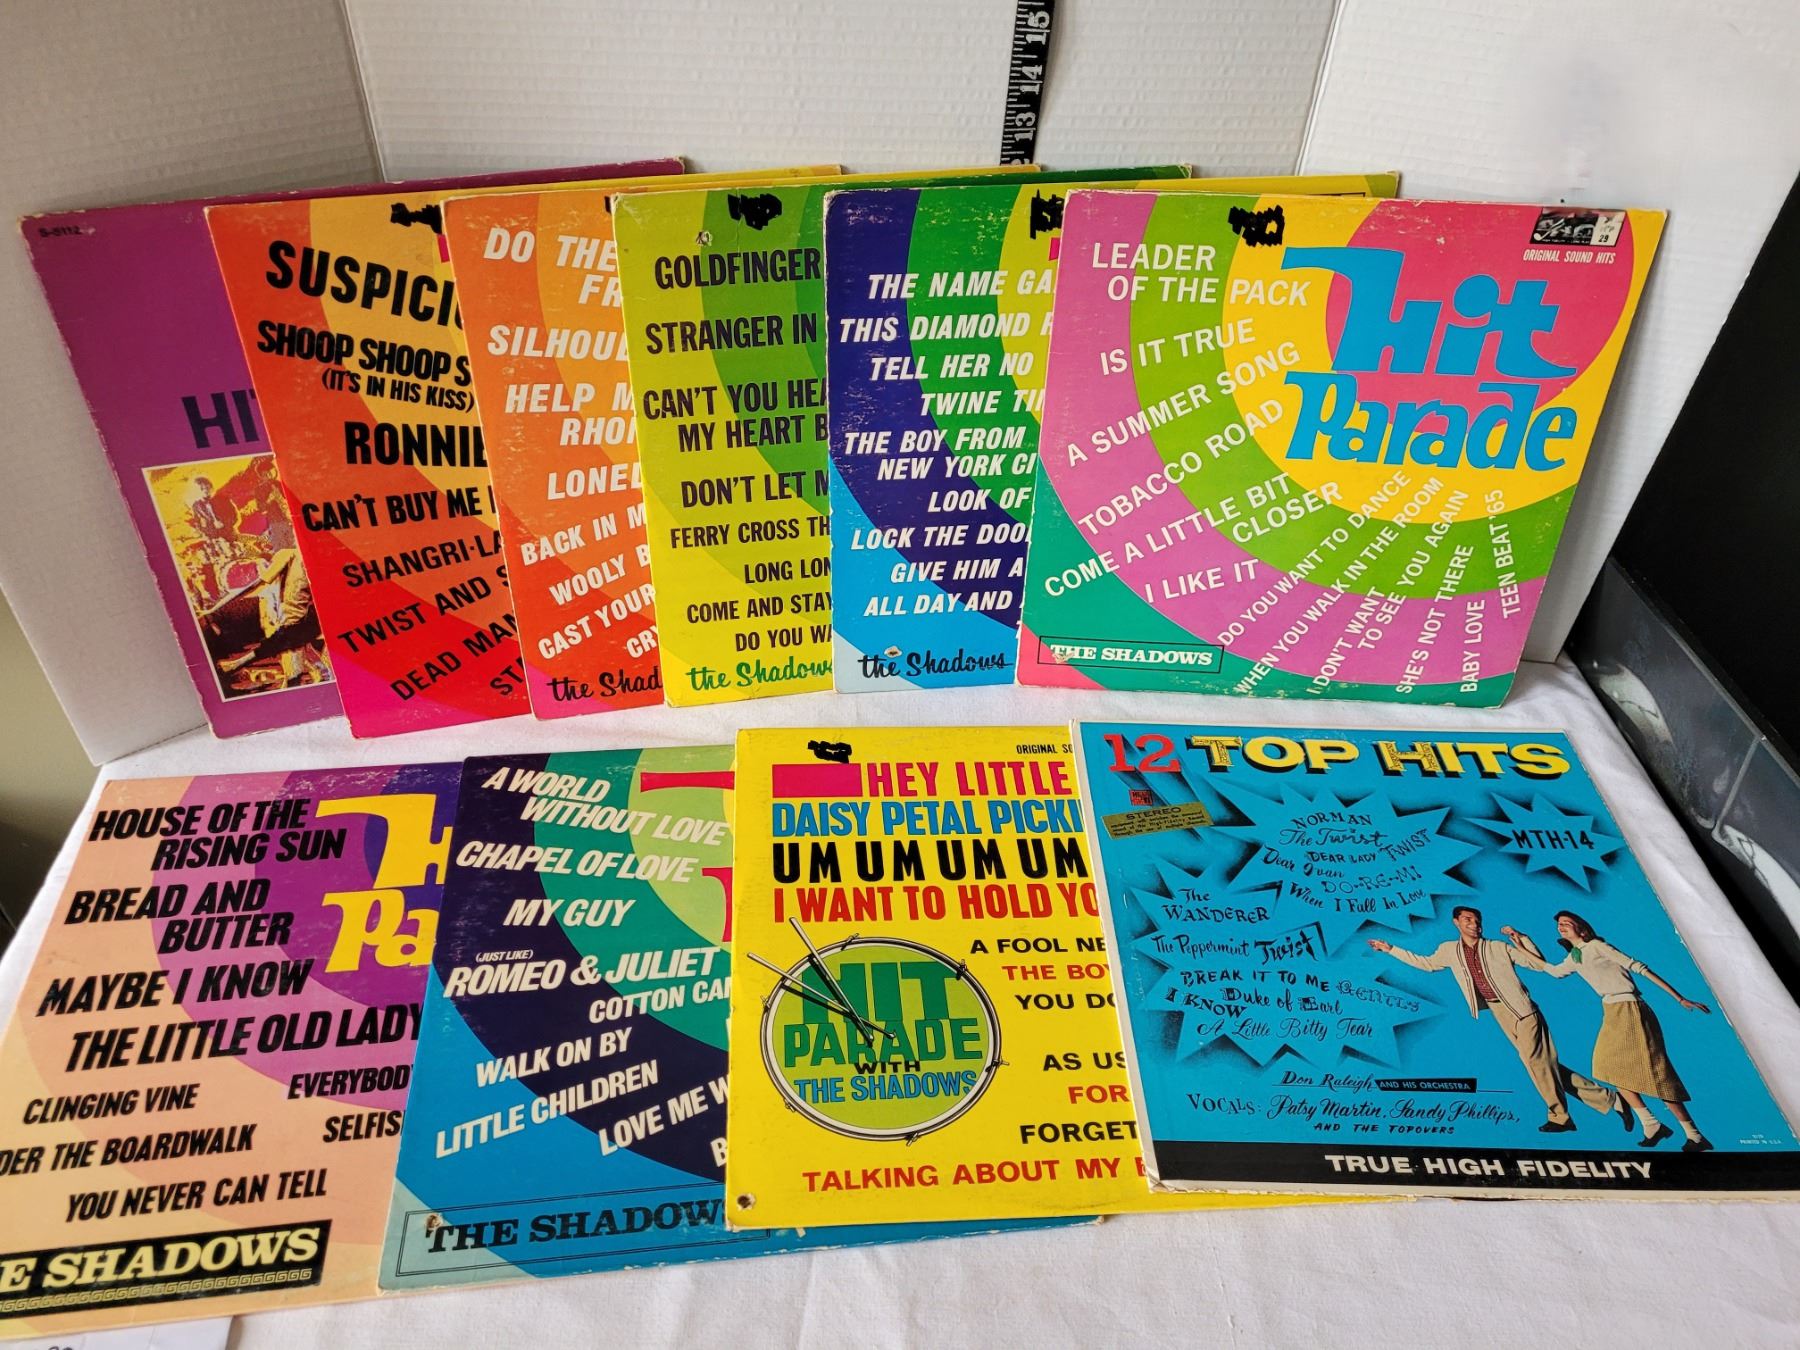 15
14
13
S-8112
HIT
SUSPICI
SHOOP SHOOP S
(IT'S IN HIS KISS)
RONNIE
CAN'T BUY ME
SHANGRI-LA
TWIST AND S
DEAD MAN
ST
DO THE
FR
SILHOU
HELP M
RHO
LONEL
BACK IN M
WOOLY B
CAST YOUR
CRY
the Shad
GOLDFINGER
STRANGER IN
CAN'T YOU HEA
MY HEART B
DON'T LET M
FERRY CROSS TH
LONG LON
COME AND STAY
DO YOU WA
the Shadows
THE NAME GA
THIS DIAMOND R
TELL HER NO
TWINE TI
THE BOY FROM
NEW YORK CI
LOOK OF
LOCK THE DOO
GIVE HIM A
ALL DAY AND A
the Shadows
29
ORIGINAL SOUND HITS
Hit
Parade
LEADER
OF THE PACK
IS IT TRUE
A SUMMER SONG
TOBACCO ROAD
COME A LITTLE BIT
CLOSER
I LIKE IT
DO YOU WANT TO DANCE
WHEN YOU WALK IN THE ROOM
I DON'T WANT
TO SEE YOU AGAIN
SHE'S NOT THERE
BABY LOVE
TEEN BEAT '65
THE SHADOWS
HOUSE OF THE
RISING SUN
BREAD AND
BUTTER
MAYBE I KNOW
THE LITTLE OLD LADY
CLINGING VINE
EVERYBOD
DER THE BOARDWALK
SELFIS
YOU NEVER CAN TELL
E SHADOWS
H
Pa
A WORLD
WITHOUT LOVE
CHAPEL OF LOVE
MY GUY
(JUST LIKE)
ROMEO & JULIET
COTTON CAN
WALK ON BY
LITTLE CHILDREN
LOVE ME W
B
THE SHADOW
ORIGINAL SO
HEY LITTLE
DAISY PETAL PICKI
UM UM UM UM
I WANT TO HOLD YO
A FOOL NE
THE BOY
YOU DO
AS US
FOR
FORGET
TALKING ABOUT MY B
HIT
PARADE
WITH
THE SHADOWS
12 TOP HITS
STEREO
MTH-14
NORMAN
The Twist
DEAR LADY TWIST
Dear Ivan
DO-RE-MI
When I Fall In Love
The
WANDERER
The Peppermint Twist
BREAK IT TO ME GENTLY
I KNOW
Duke of Earl
A Little Bitty Tear
Don Raleigh AND HIS ORCHESTRA
VOCALS: Patsy Martin, Sandy Phillips,
AND THE TOPOVERS
PRINTED IN U.S.A.
TRUE HIGH FIDELITY